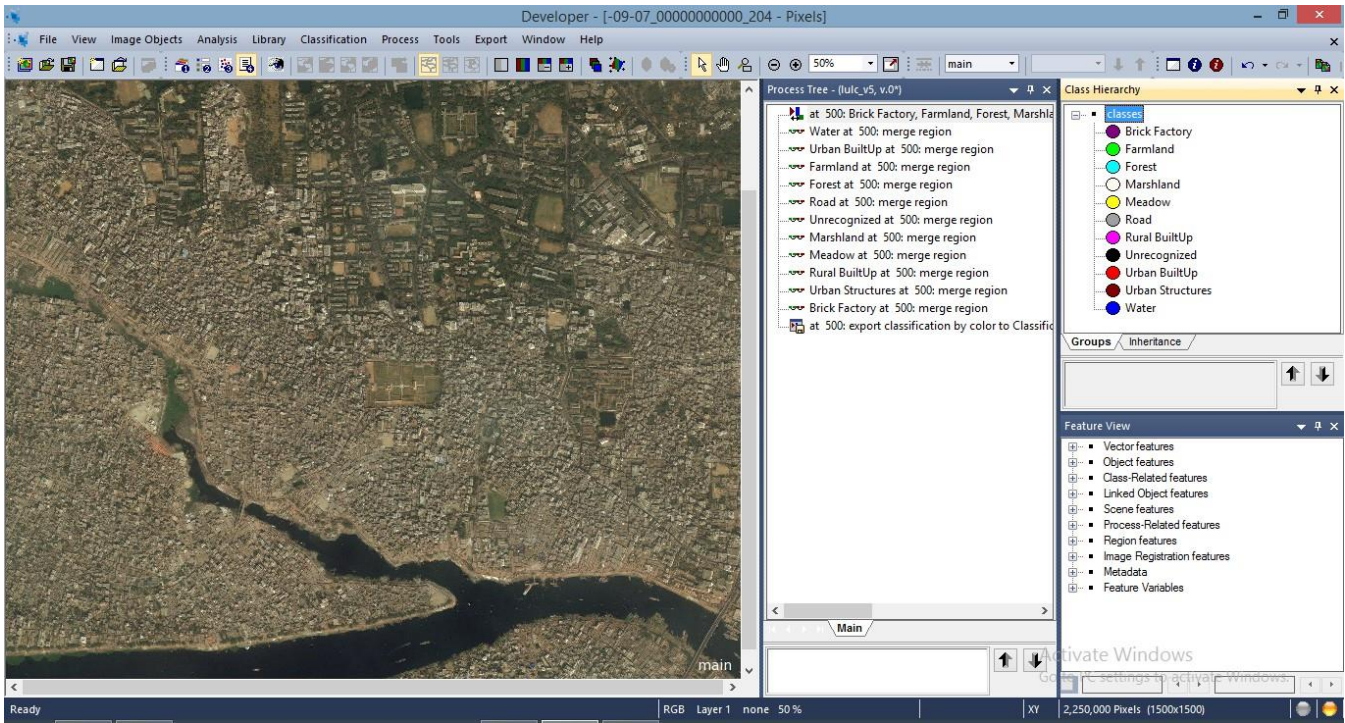 Developer - [-09-07_00000000000_204 - Pixels]
File View Image Objects Analysis Library Classification Process Tools Export Window Help
50% main
Process Tree - (lulc_v5, v.0*)
at 500: Brick Factory, Farmland, Forest, Marshla
Water at 500: merge region
Urban BuiltUp at 500: merge region
Farmland at 500: merge region
Forest at 500: merge region
Road at 500: merge region
Unrecognized at 500: merge region
Marshland at 500: merge region
Meadow at 500: merge region
Rural BuiltUp at 500: merge region
Urban Structures at 500: merge region
Brick Factory at 500: merge region
at 500: export classification by color to Classific
Main
Class Hierarchy
classes
Brick Factory
Farmland
Forest
Marshland
Meadow
Road
Rural BuiltUp
Unrecognized
Urban BuiltUp
Urban Structures
Water
Groups Inheritance
Feature View
Vector features
Object features
Class-Related features
Linked Object features
Scene features
Process-Related features
Region features
Image Registration features
Metadata
Feature Variables
main
Activate Windows
Go to PC settings to activate Windows.
Ready RGB Layer 1 none 50% XY 2,250,000 Pixels (1500x1500)